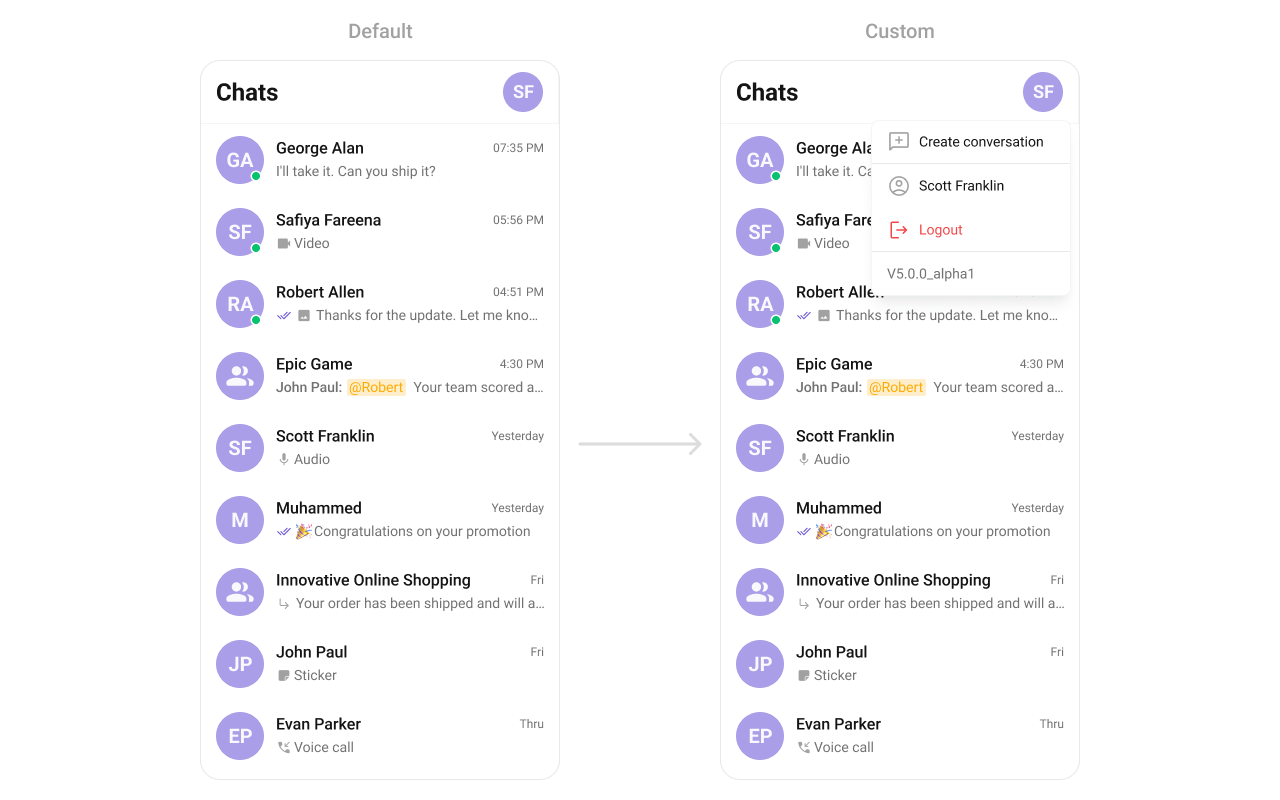 Default
Chats
SF
GA
George Alan
07:35 PM
I'll take it. Can you ship it?
SF
Safiya Fareena
05:56 PM
Video
RA
Robert Allen
04:51 PM
Thanks for the update. Let me kno...
Epic Game
4:30 PM
John Paul: @Robert Your team scored a...
SF
Scott Franklin
Yesterday
Audio
M
Muhammed
Yesterday
🎉Congratulations on your promotion
Innovative Online Shopping
Fri
Your order has been shipped and will a...
JP
John Paul
Fri
Sticker
EP
Evan Parker
Thru
Voice call
Custom
Chats
SF
Create conversation
Scott Franklin
Logout
V5.0.0_alpha1
GA
George Ala
I'll take it. Ca
SF
Safiya Fare
Video
RA
Robert Allen
Thanks for the update. Let me kno...
Epic Game
4:30 PM
John Paul: @Robert Your team scored a...
SF
Scott Franklin
Yesterday
Audio
M
Muhammed
Yesterday
🎉Congratulations on your promotion
Innovative Online Shopping
Fri
Your order has been shipped and will a...
JP
John Paul
Fri
Sticker
EP
Evan Parker
Thru
Voice call